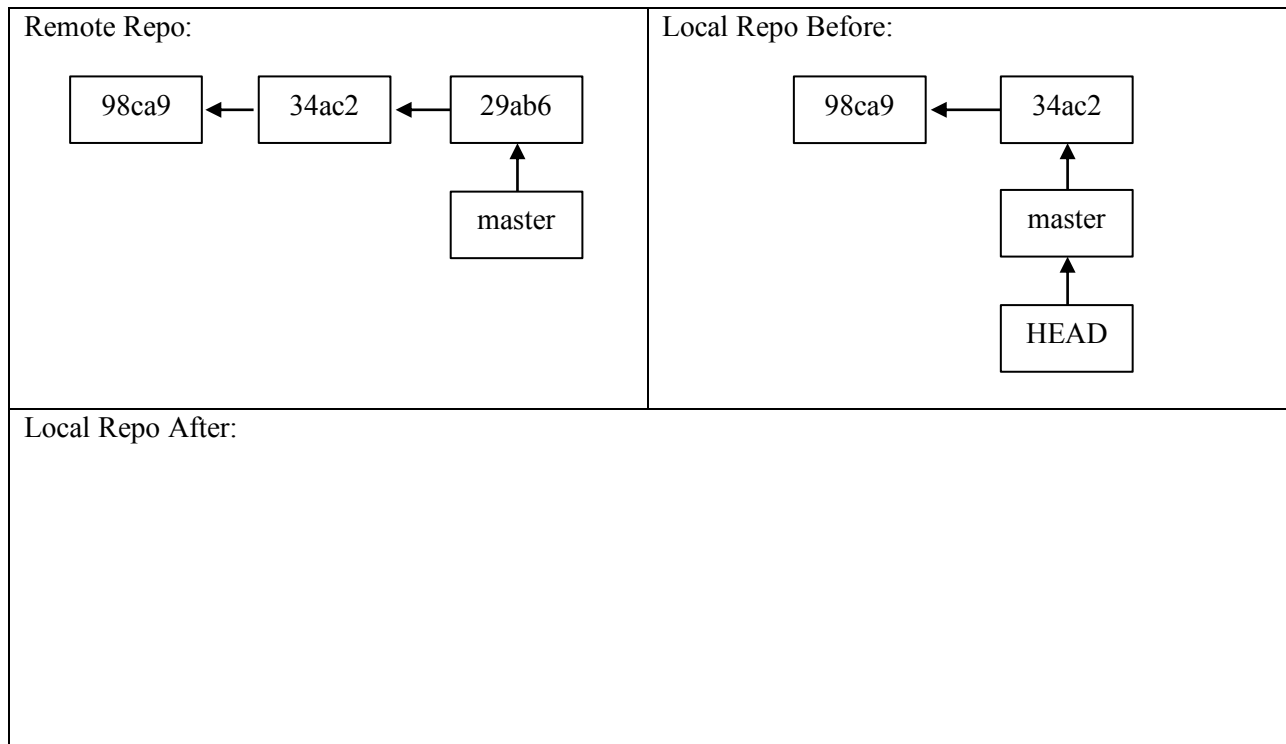 Remote Repo:
98ca9
34ac2
29ab6
master
Local Repo Before:
98ca9
34ac2
master
HEAD
Local Repo After: